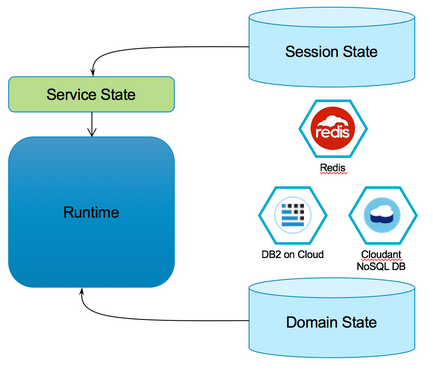 Session State
Service State
redis
Redis
Runtime
DB2 on Cloud
Cloudant
NoSQL DB
Domain State